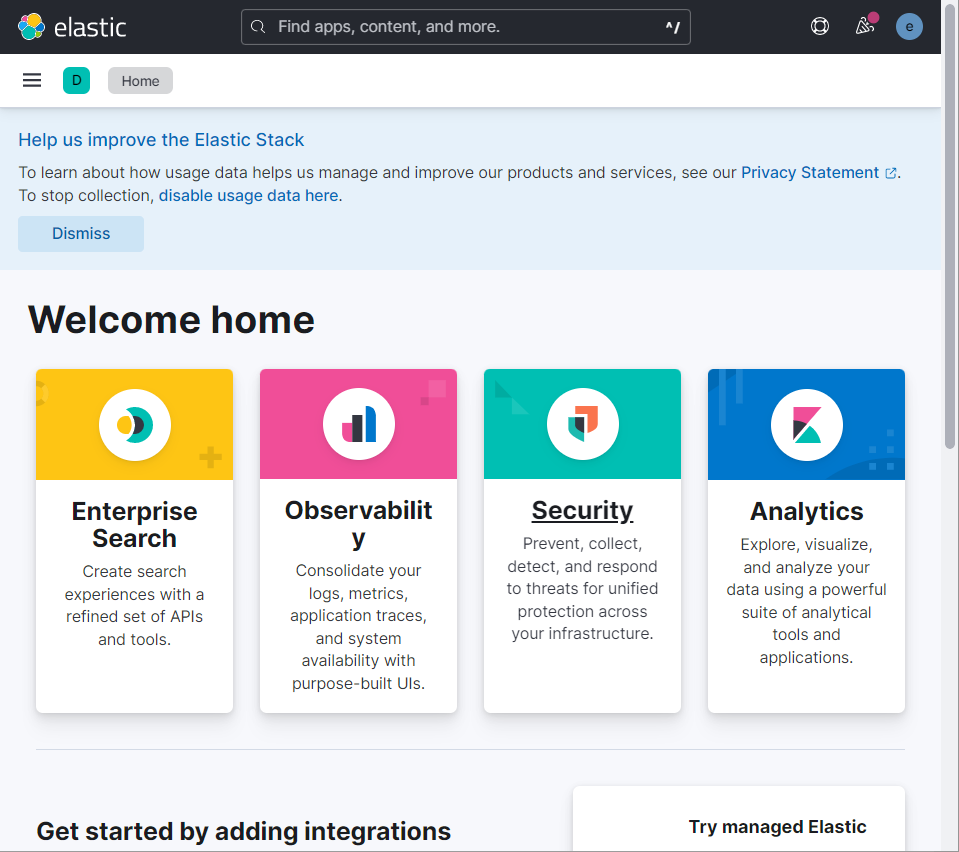 elastic
Find apps, content, and more.
^/
e
D
Home
Help us improve the Elastic Stack
To learn about how usage data helps us manage and improve our products and services, see our Privacy Statement.
To stop collection, disable usage data here.
Dismiss
Welcome home
Enterprise
Search
Create search
experiences with a
refined set of APIs
and tools.
Observabilit
y
Consolidate your
logs, metrics,
application traces,
and system
availability with
purpose-built UIs.
Security
Prevent, collect,
detect, and respond
to threats for unified
protection across
your infrastructure.
Analytics
Explore, visualize,
and analyze your
data using a powerful
suite of analytical
tools and
applications.
Get started by adding integrations
Try managed Elastic